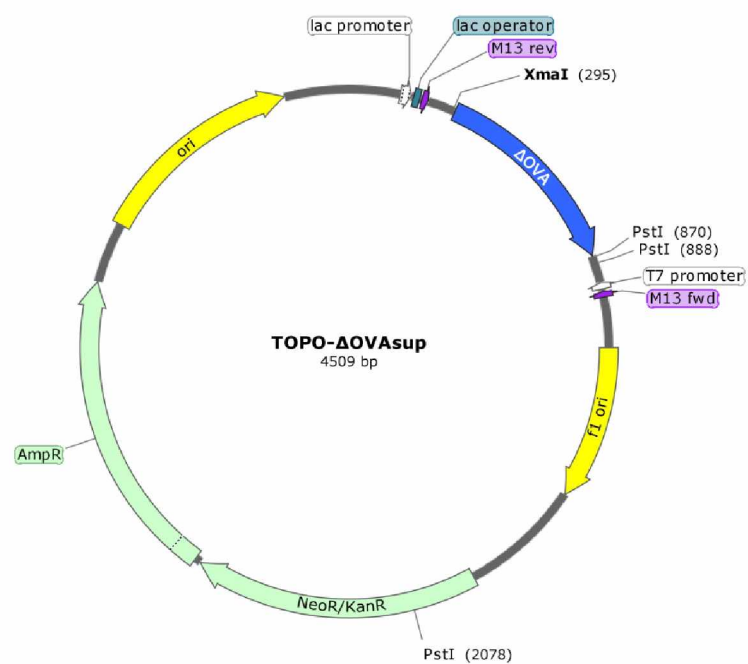 lac promoter
lac operator
M13 rev
XmaI (295)
ori
ΔOVA
PstI (870)
PstI (888)
T7 promoter
M13 fwd
TOPO-ΔOVAsup
4509 bp
f1 ori
AmpR
NeoR/KanR
PstI (2078)